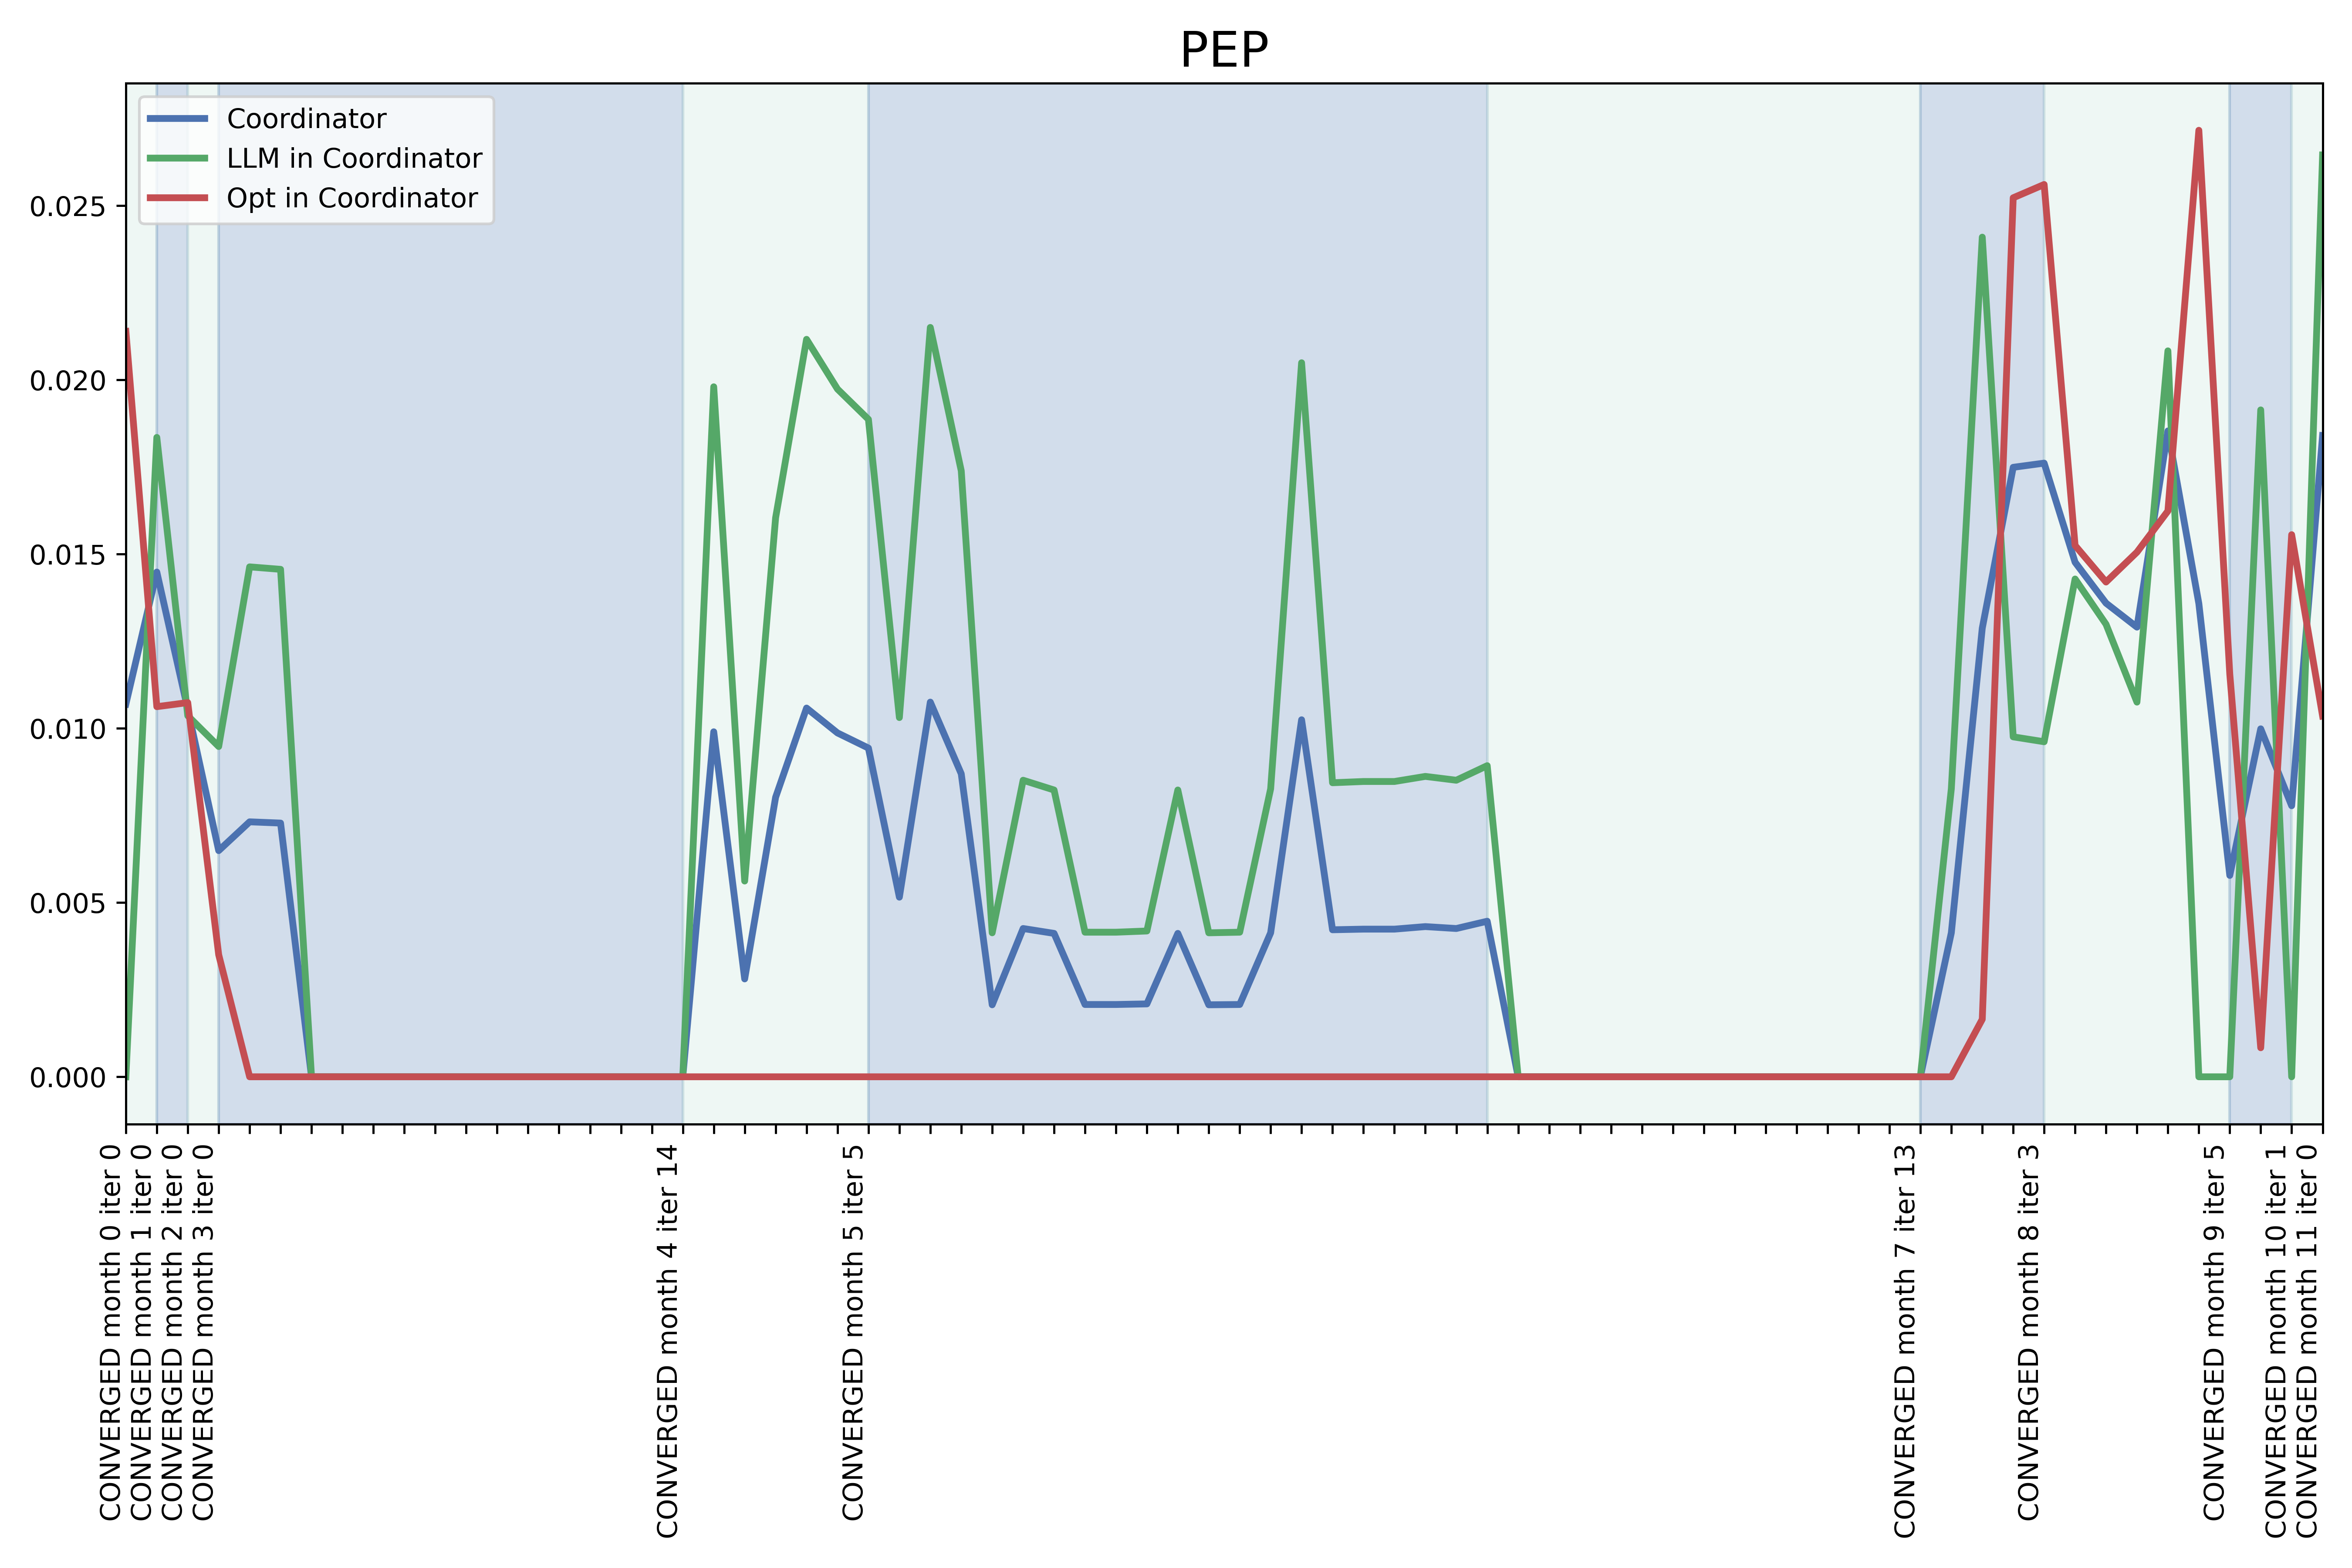 PEP
Coordinator
LLM in Coordinator
Opt in Coordinator
0.025
0.020
0.015
0.010
0.005
0.000
CONVERGED month 0 iter 0
CONVERGED month 1 iter 0
CONVERGED month 2 iter 0
CONVERGED month 3 iter 0
CONVERGED month 4 iter 14
CONVERGED month 5 iter 5
CONVERGED month 7 iter 13
CONVERGED month 8 iter 3
CONVERGED month 9 iter 5
CONVERGED month 10 iter 1
CONVERGED month 11 iter 0